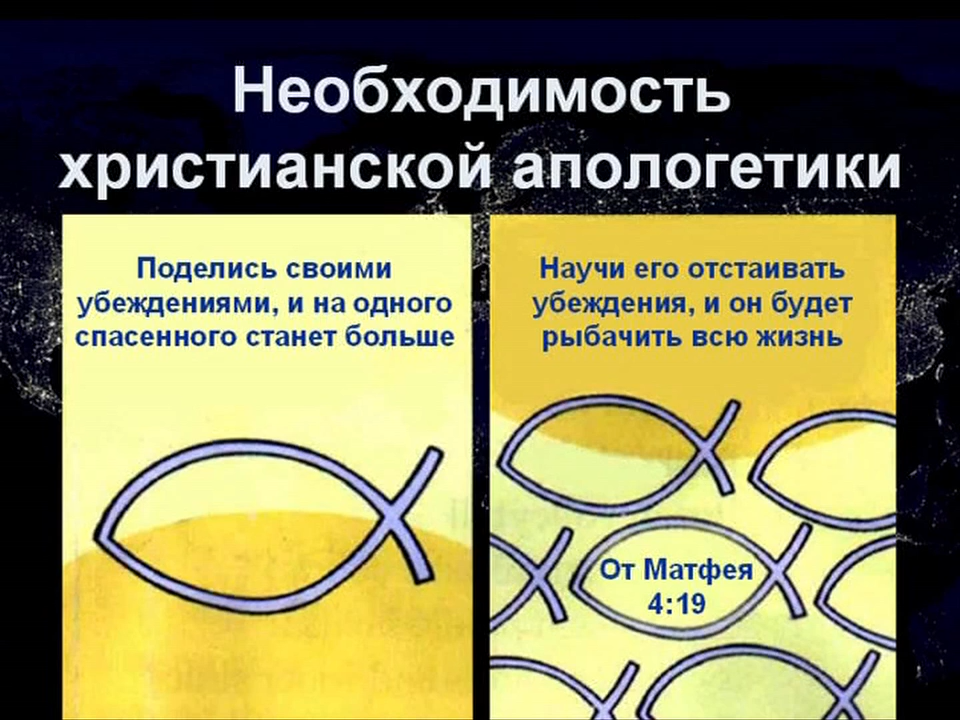 Необходимость
христианской апологетики
Поделись своими
убеждениями, и на одного
спасенного станет больше
Научи его отстаивать
убеждения, и он будет
рыбачить всю жизнь
От Матфея
4:19